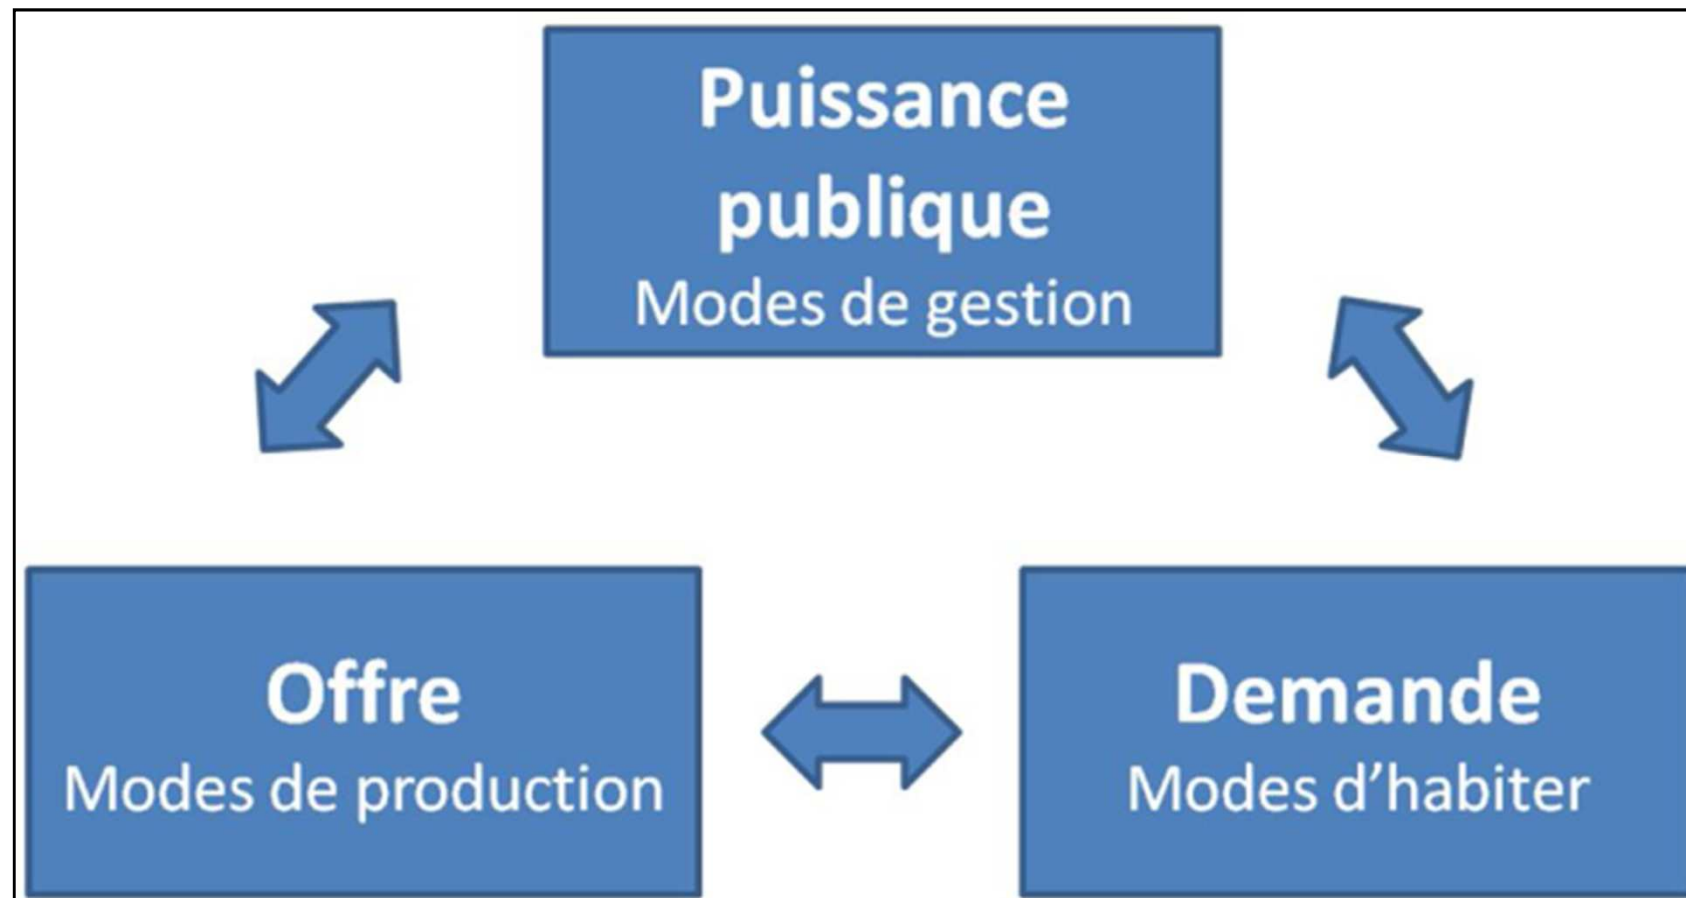 Puissance
publique
Modes de gestion
Offre
Modes de production
Demande
Modes d’habiter